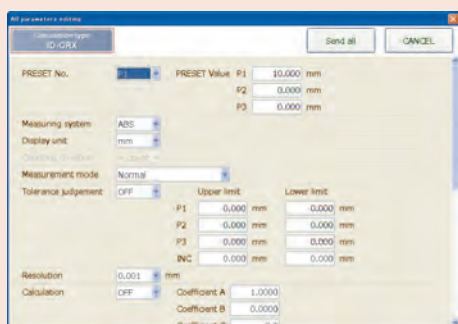 All parameters editing
Calculation type
ID-CRX
Send all
CANCEL
PRESET No. P1 PRESET Value P1 10.000 mm
P2 0.000 mm
P3 0.000 mm
Measuring system ABS
Display unit mm
Measurement mode Normal
Tolerance judgement OFF Upper limit Lower limit
P1 0.000 mm 0.000 mm
P2 0.000 mm 0.000 mm
P3 0.000 mm 0.000 mm
INC 0.000 mm 0.000 mm
Resolution 0.001 mm
Calculation OFF Coefficient A 1.0000
Coefficient B 0.0000